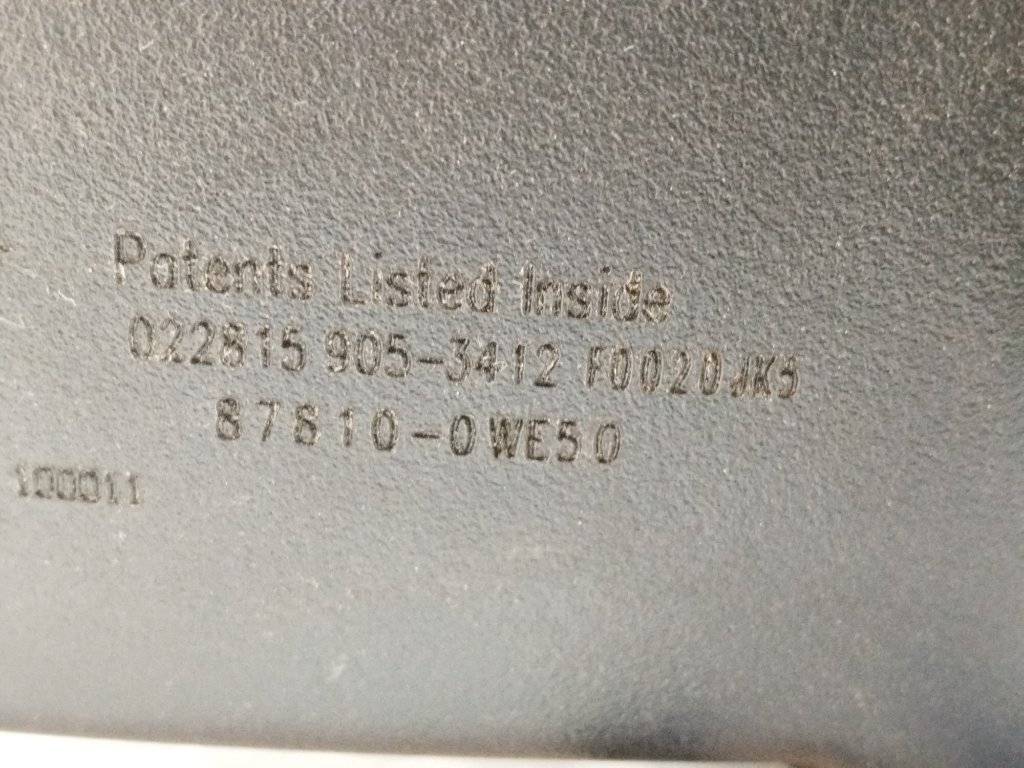 Patents Listed Inside
022815 905-3412 F0020JK5
87810-0WE50
100011